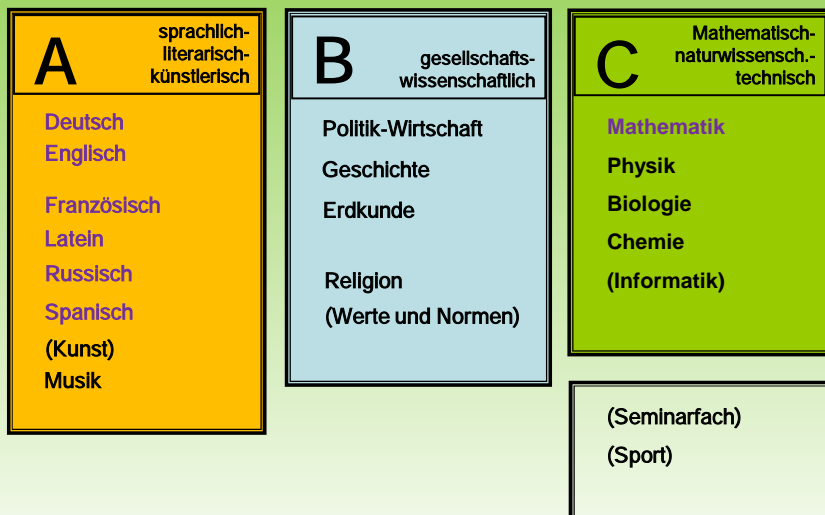 A
sprachlich-
literarisch-
künstlerisch
Deutsch
Englisch
Französisch
Latein
Russisch
Spanisch
(Kunst)
Musik
B
gesellschafts-
wissenschaftlich
Politik-Wirtschaft
Geschichte
Erdkunde
Religion
(Werte und Normen)
C
Mathematisch-
naturwissensch.-
technisch
Mathematik
Physik
Biologie
Chemie
(Informatik)
(Seminarfach)
(Sport)